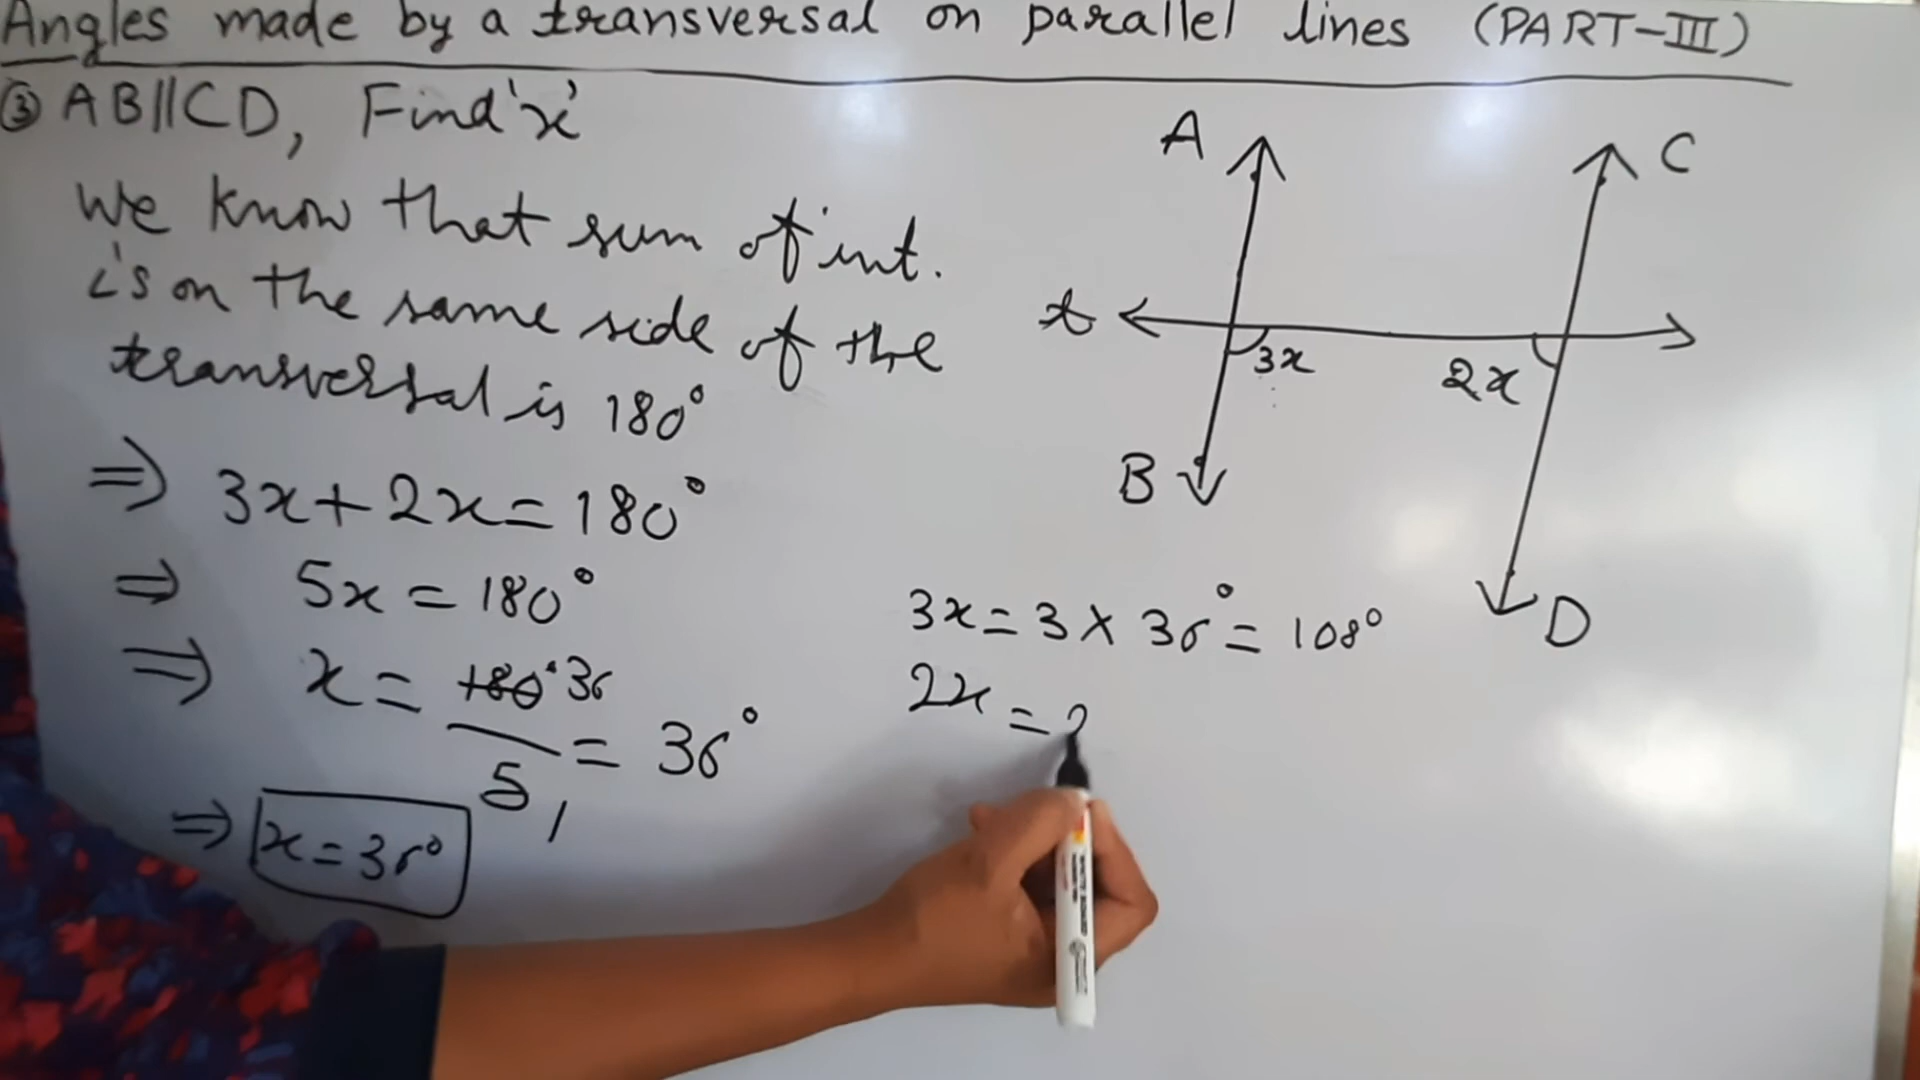 Angles made by a transversal on parallel lines (PART-III)
③ AB||CD, Find 'x'
We know that sum of int.
∠'s on the same side of the
transversal is 180°
⇒ 3x+2x=180°
⇒ 5x=180°
⇒ x=180°/5 = 36°
36
1
⇒ x=36°
A
C
t
3x
2x
B
D
3x=3×36°=108°
2x=2